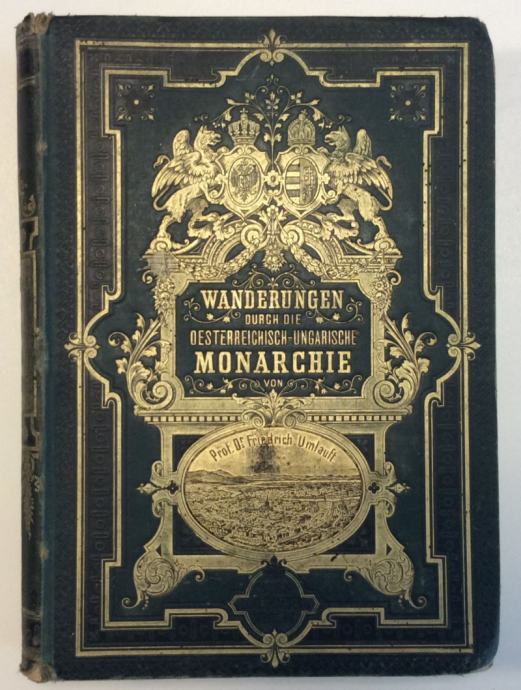 WANDERUNGEN
DURCH DIE
OESTERREICHISCH-UNGARISCHE
MONARCHIE
VON
Prof. Dr. Friedrich Umlauft